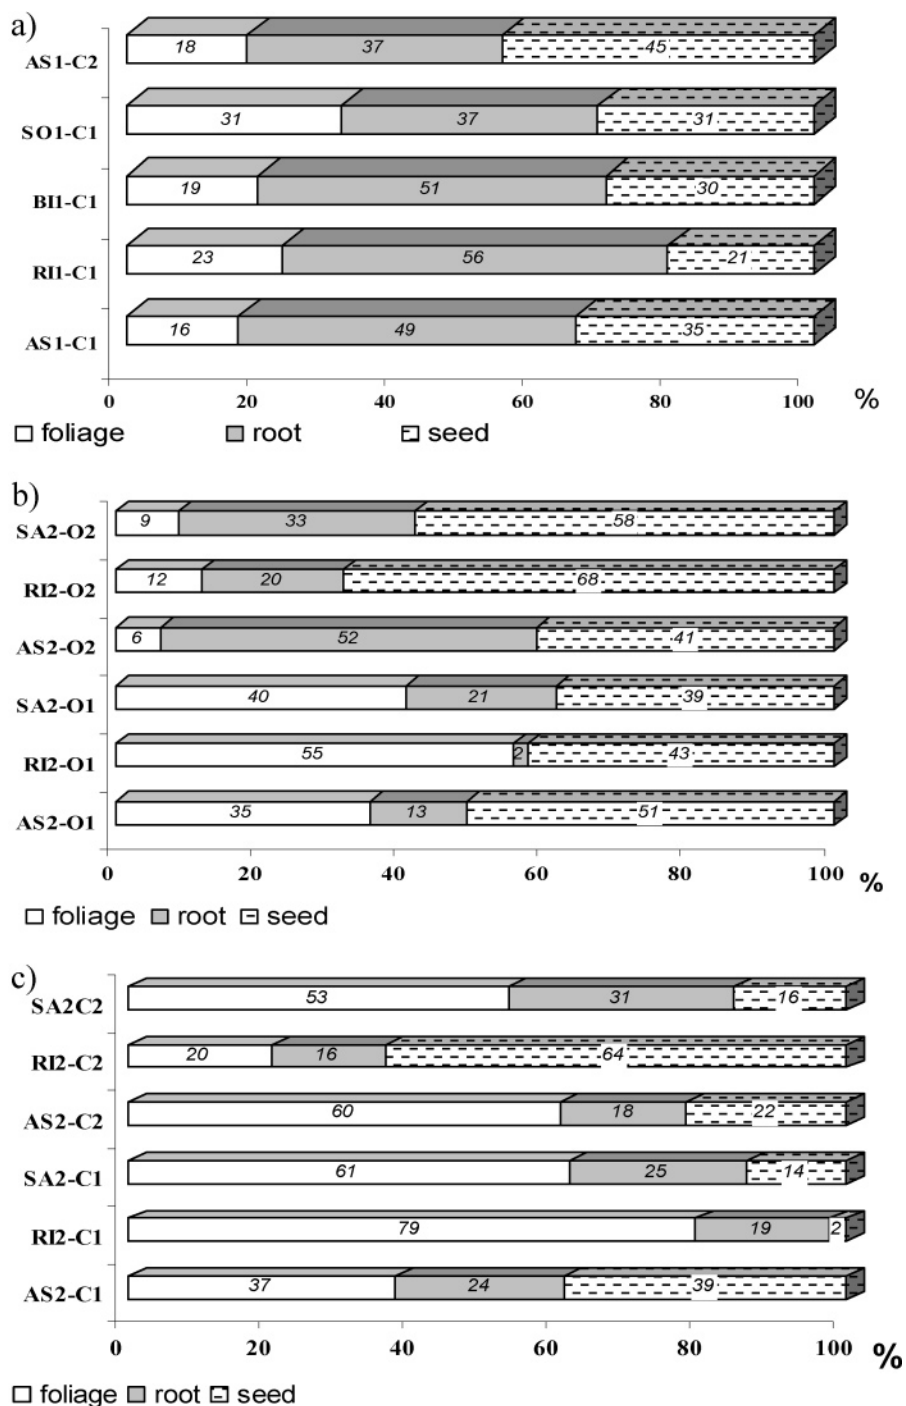 a)
AS1-C2 18 37 45
SO1-C1 31 37 31
BI1-C1 19 51 30
RI1-C1 23 56 21
AS1-C1 16 49 35
0 20 40 60 80 100 %
foliage root seed
b)
SA2-O2 9 33 58
RI2-O2 12 20 68
AS2-O2 6 52 41
SA2-O1 40 21 39
RI2-O1 55 2 43
AS2-O1 35 13 51
0 20 40 60 80 100 %
foliage root seed
c)
SA2C2 53 31 16
RI2-C2 20 16 64
AS2-C2 60 18 22
SA2-C1 61 25 14
RI2-C1 79 19 2
AS2-C1 37 24 39
0 20 40 60 80 100 %
foliage root seed